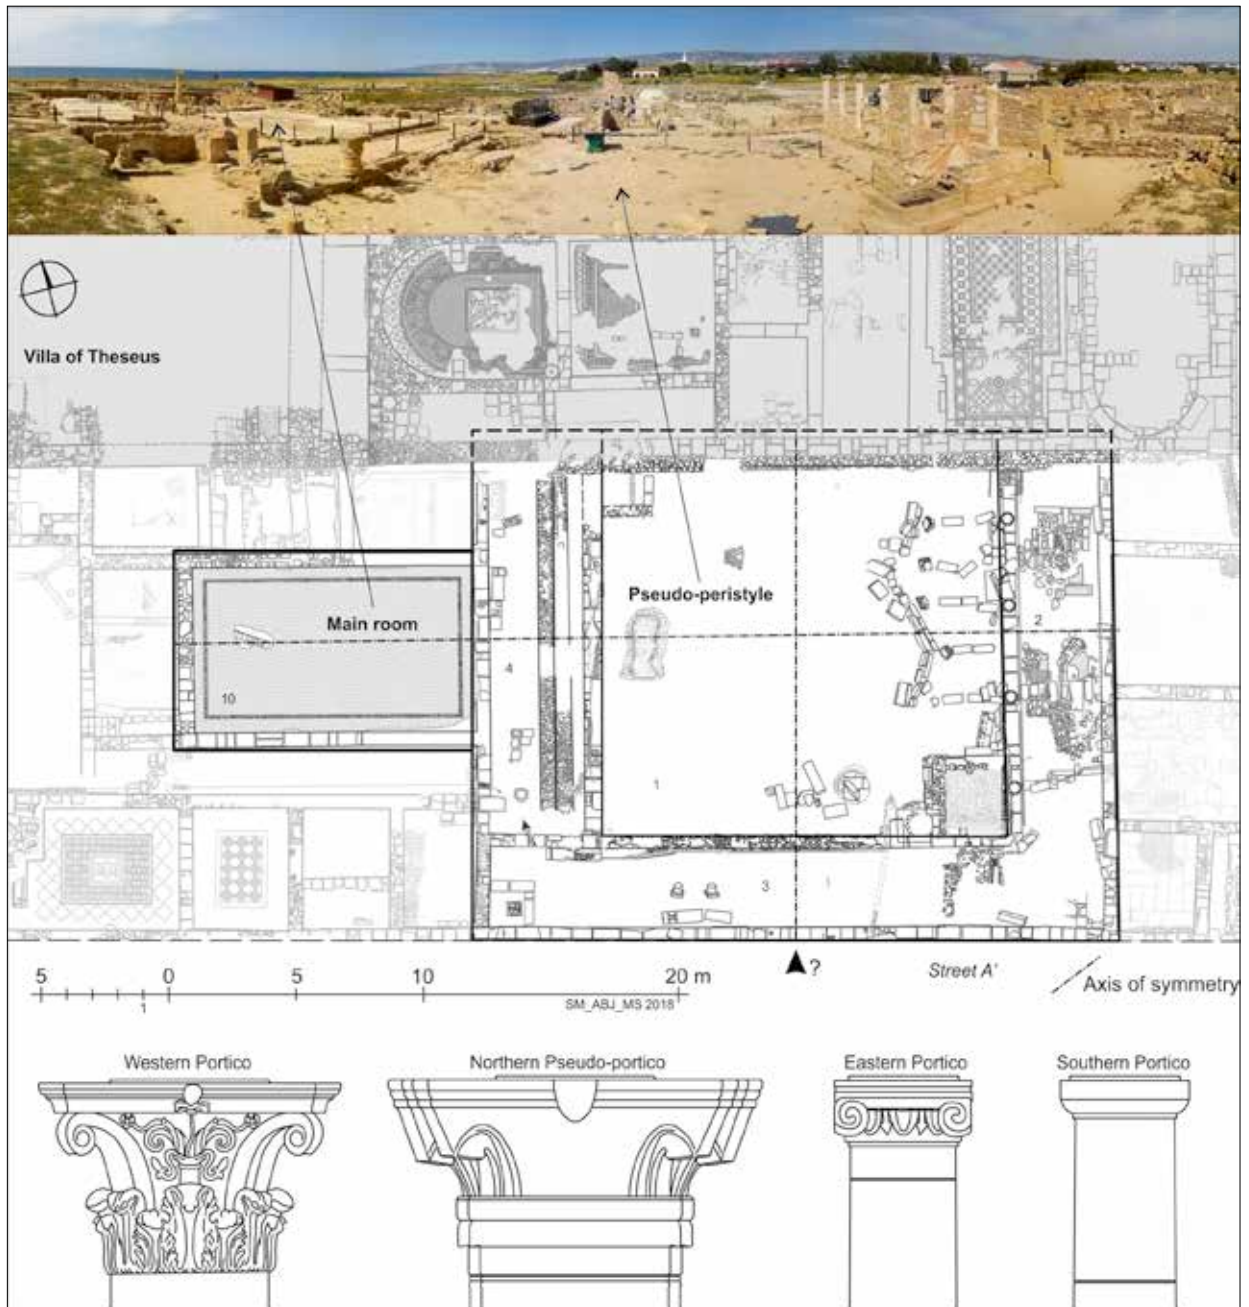 Villa of Theseus
Main room
Pseudo-peristyle
10
4
2
1
3
1
5 0 5 10 20 m
1
SM_ABJ_MS 2018
?
Street A'
Axis of symmetry
Western Portico
Northern Pseudo-portico
Eastern Portico
Southern Portico